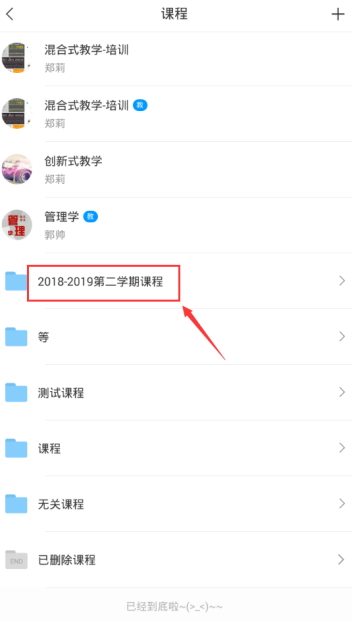 课程
混合式教学-培训
郑莉
混合式教学-培训 教
郑莉
创新式教学
郑莉
管理学 教
郭帅
2018-2019第二学期课程
等
测试课程
课程
无关课程
END 已删除课程
已经到底啦~(>_<)~~